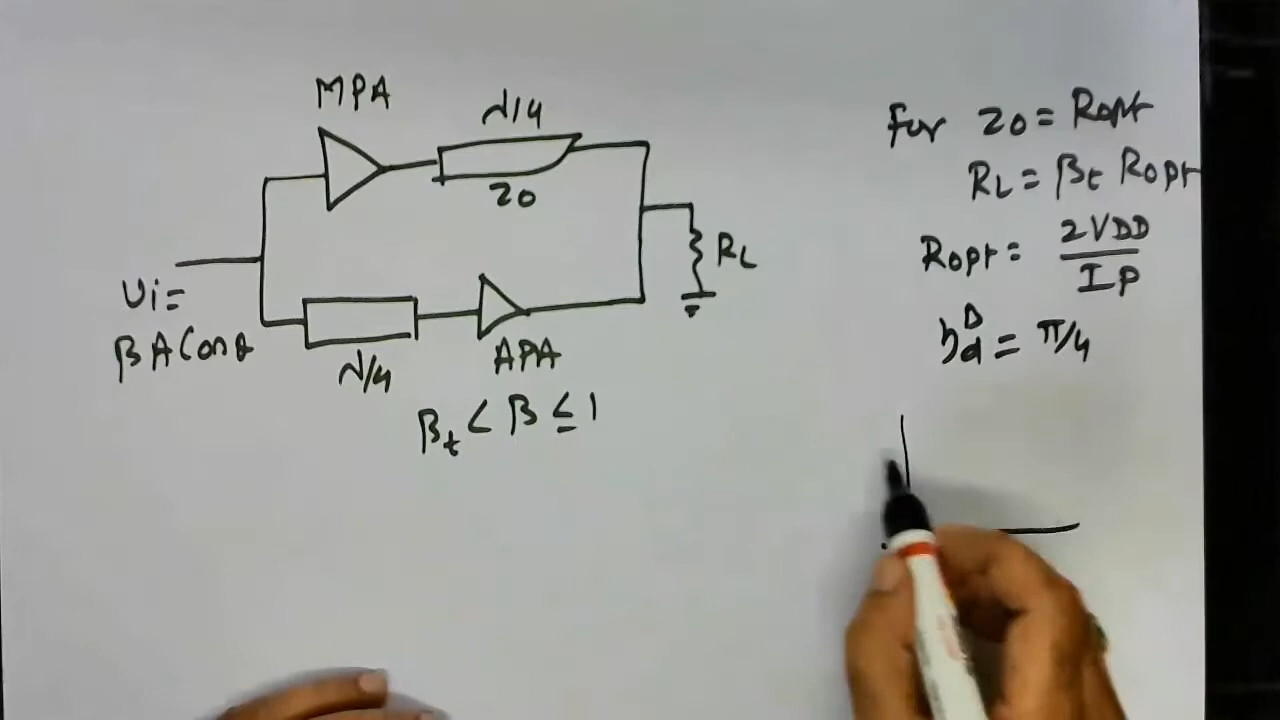 MPA
λ/4
Z0
RL
Vi =
βA Cosθ
λ/4
APA
βt < β ≤ 1
For Z0 = Ropt
RL = βt Ropt
Ropt = 2VDD / IP
ηdD = π/4